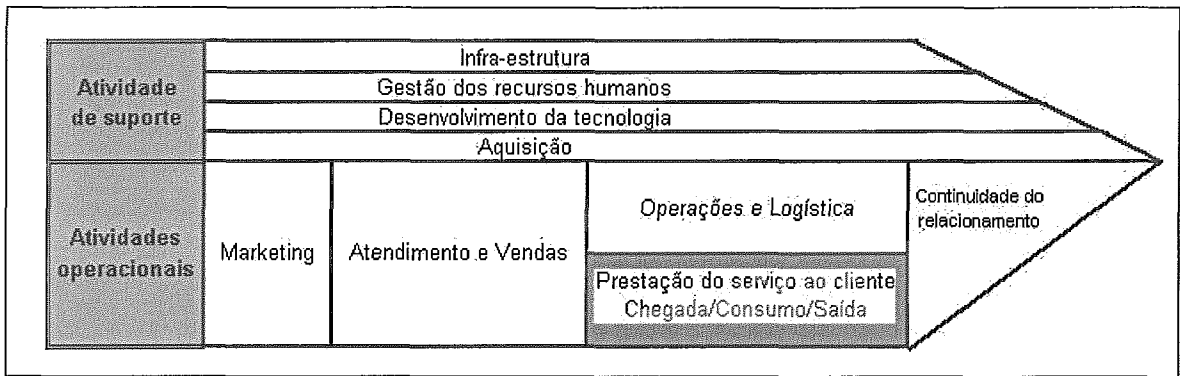 Atividade
de suporte
Infra-estrutura
Gestão dos recursos humanos
Desenvolvimento da tecnologia
Aquisição
Atividades
operacionais
Marketing
Atendimento e Vendas
Operações e Logística
Prestação do serviço ao cliente
Chegada/Consumo/Saída
Continuidade do
relacionamento